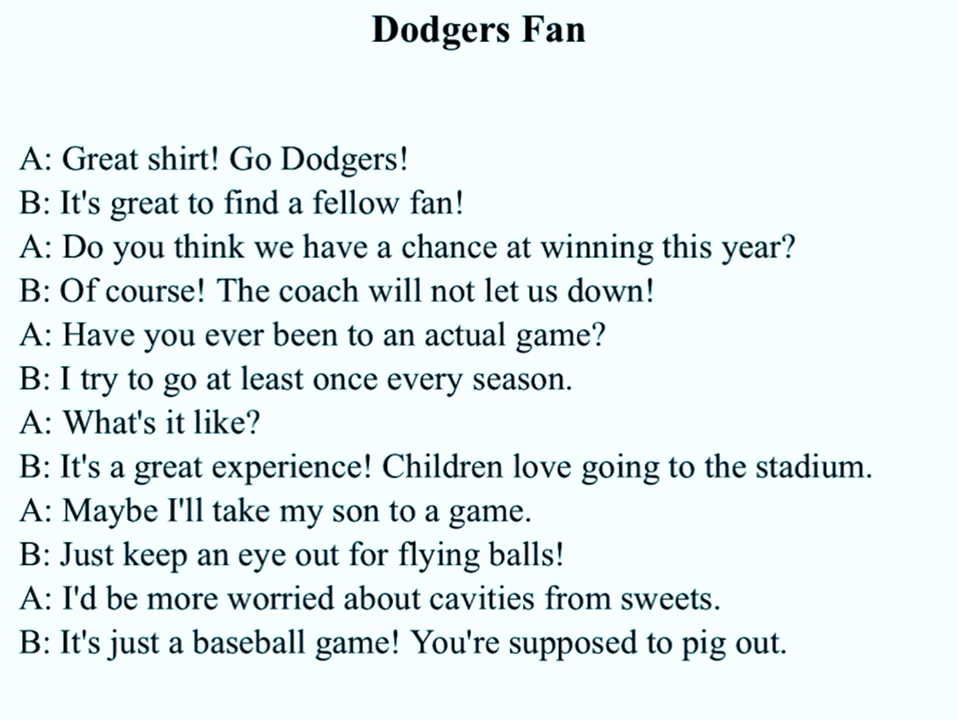 Dodgers Fan
A: Great shirt! Go Dodgers!
B: It's great to find a fellow fan!
A: Do you think we have a chance at winning this year?
B: Of course! The coach will not let us down!
A: Have you ever been to an actual game?
B: I try to go at least once every season.
A: What's it like?
B: It's a great experience! Children love going to the stadium.
A: Maybe I'll take my son to a game.
B: Just keep an eye out for flying balls!
A: I'd be more worried about cavities from sweets.
B: It's just a baseball game! You're supposed to pig out.